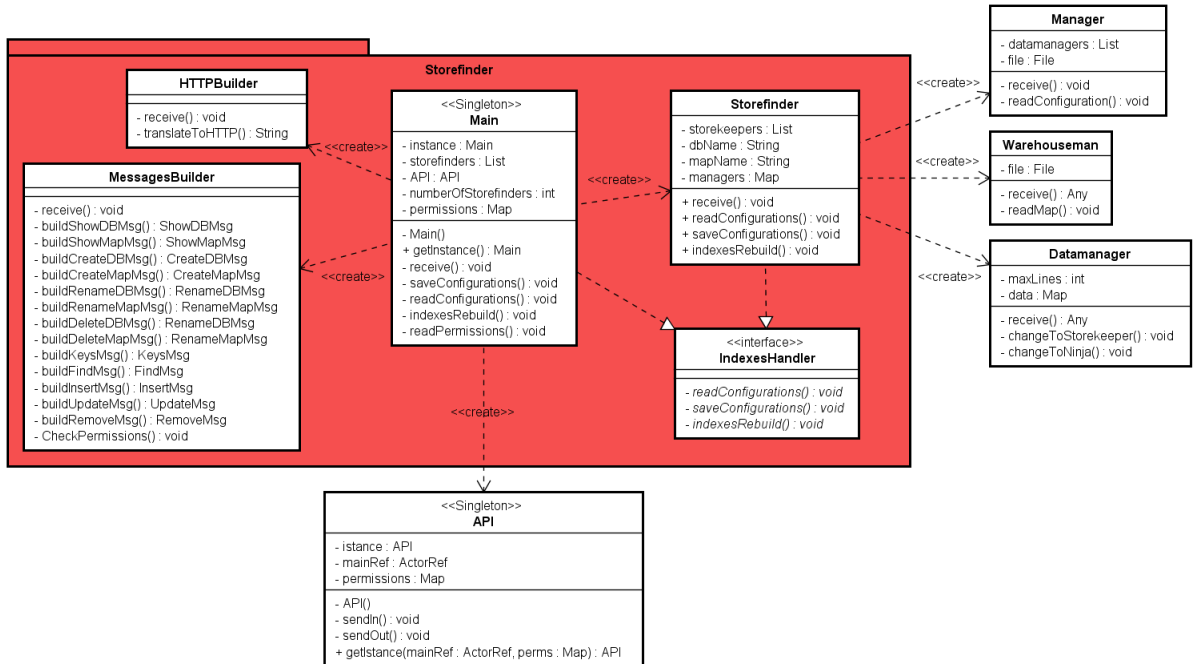 Storefinder
HTTPBuilder
- receive() : void
- translateToHTTP() : String
MessagesBuilder
- receive() : void
- buildShowDBMsg() : ShowDBMsg
- buildShowMapMsg() : ShowMapMsg
- buildCreateDBMsg() : CreateDBMsg
- buildCreateMapMsg() : CreateMapMsg
- buildRenameDBMsg() : RenameDBMsg
- buildRenameMapMsg() : RenameMapMsg
- buildDeleteDBMsg() : RenameDBMsg
- buildDeleteMapMsg() : RenameMapMsg
- buildKeysMsg() : KeysMsg
- buildFindMsg() : FindMsg
- buildInsertMsg() : InsertMsg
- buildUpdateMsg() : UpdateMsg
- buildRemoveMsg() : RemoveMsg
- CheckPermissions() : void
<<create>>
<<create>>
<<Singleton>>
Main
- instance : Main
- storefinders : List
- API : API
- numberOfStorefinders : int
- permissions : Map
- Main()
+ getInstance() : Main
- receive() : void
- saveConfigurations() : void
- readConfigurations() : void
- indexesRebuild() : void
- readPermissions() : void
<<create>>
<<create>>
Storefinder
- storekeepers : List
- dbName : String
- mapName : String
- managers : Map
+ receive() : void
+ readConfigurations() : void
+ saveConfigurations() : void
+ indexesRebuild() : void
<<interface>>
IndexesHandler
- readConfigurations() : void
- saveConfigurations() : void
- indexesRebuild() : void
<<create>>
<<create>>
<<create>>
Manager
- datamanagers : List
- file : File
- receive() : void
- readConfiguration() : void
Warehouseman
- file : File
- receive() : Any
- readMap() : void
Datamanager
- maxLines : int
- data : Map
- receive() : Any
- changeToStorekeeper() : void
- changeToNinja() : void
<<Singleton>>
API
- istance : API
- mainRef : ActorRef
- permissions : Map
- API()
- sendIn() : void
- sendOut() : void
+ getIstance(mainRef : ActorRef, perms : Map) : API